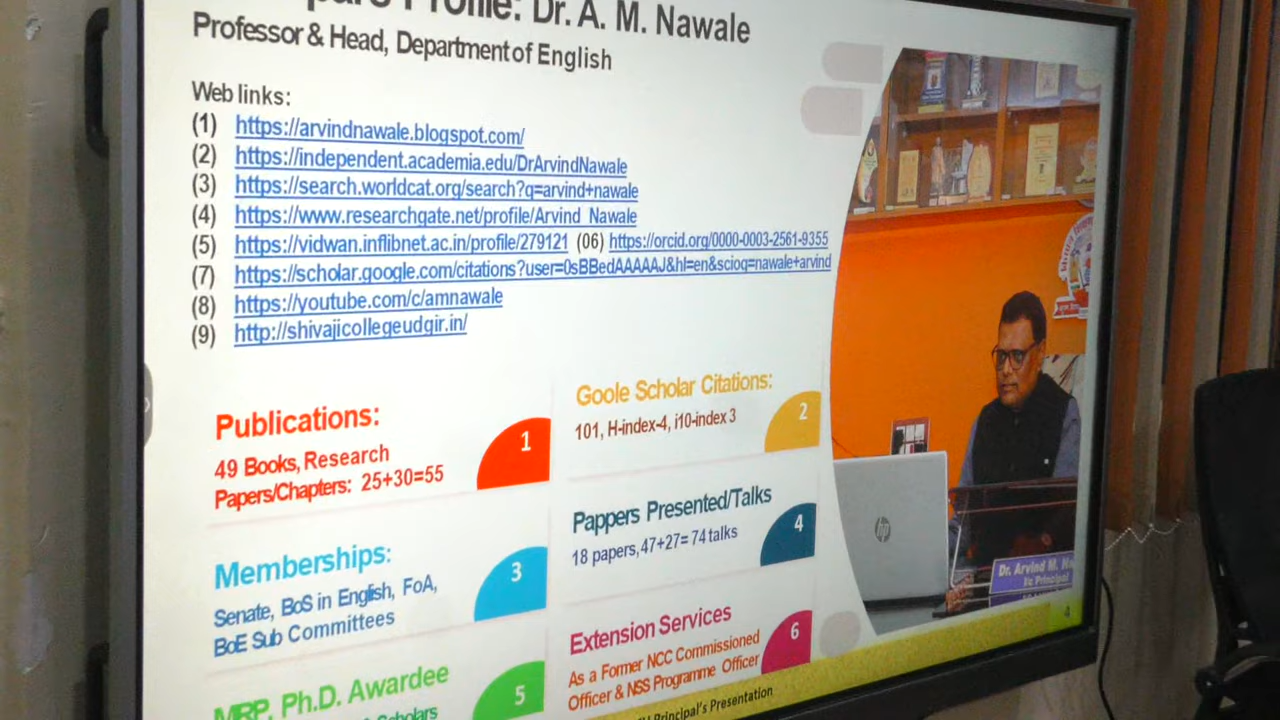 Profile: Dr. A. M. Nawale
Professor & Head, Department of English
Web links:
(1) https://arvindnawale.blogspot.com/
(2) https://independent.academia.edu/DrArvindNawale
(3) https://search.worldcat.org/search?q=arvind+nawale
(4) https://www.researchgate.net/profile/Arvind_Nawale
(5) https://vidwan.inflibnet.ac.in/profile/279121 (06) https://orcid.org/0000-0003-2561-9355
(7) https://scholar.google.com/citations?user=0sBBedAAAAAJ&hl=en&scioq=nawale+arvind
(8) https://youtube.com/c/amnawale
(9) http://shivajicollegeudgir.in/
Publications:
49 Books, Research
Papers/Chapters: 25+30=55
1
Goole Scholar Citations:
101, H-index-4, i10-index 3
2
Memberships:
Senate, BoS in English, FoA,
BoE Sub Committees
3
Pappers Presented/Talks
18 papers, 47+27= 74 talks
4
MRP, Ph.D. Awardee
Scholars
5
Extension Services
As a Former NCC Commissioned
Officer & NSS Programme Officer
6
Principal's Presentation
4
hp
Dr. Arvind M.
I/c Principal